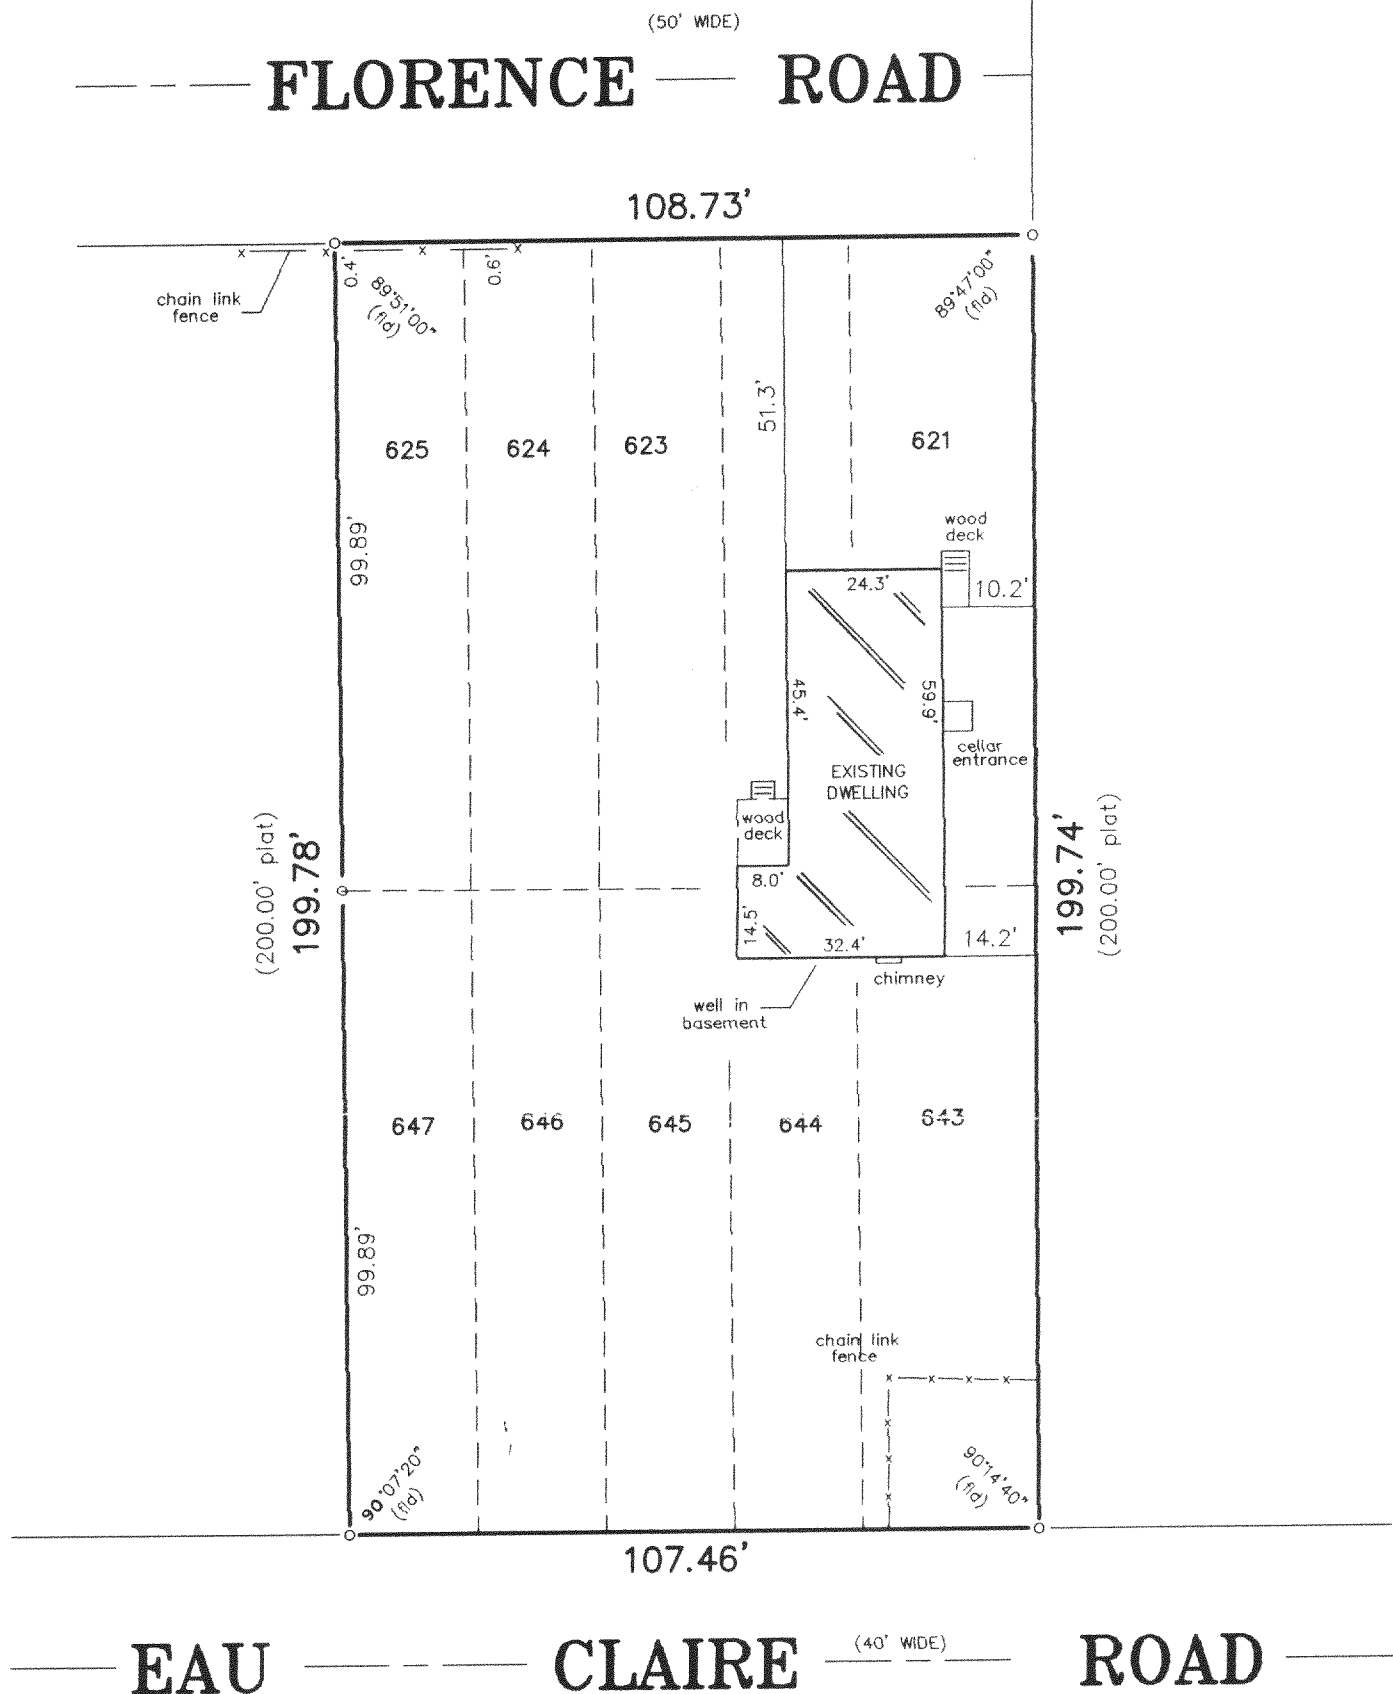 (50' WIDE)
FLORENCE ROAD
108.73'
chain link
fence
0.4'
89°51'00"
(fld)
0.6'
89°47'00"
(fld)
51.3'
625
624
623
621
99.89'
wood
deck
10.2'
24.3'
45.4'
59.9'
cellar
entrance
EXISTING
DWELLING
wood
deck
(200.00' plat)
199.78'
199.74'
(200.00' plat)
8.0'
14.5'
32.4'
14.2'
chimney
well in
basement
647
646
645
644
643
99.89'
chain link
fence
90°07'20"
(fld)
90°14'40"
(fld)
107.46'
EAU CLAIRE (40' WIDE) ROAD